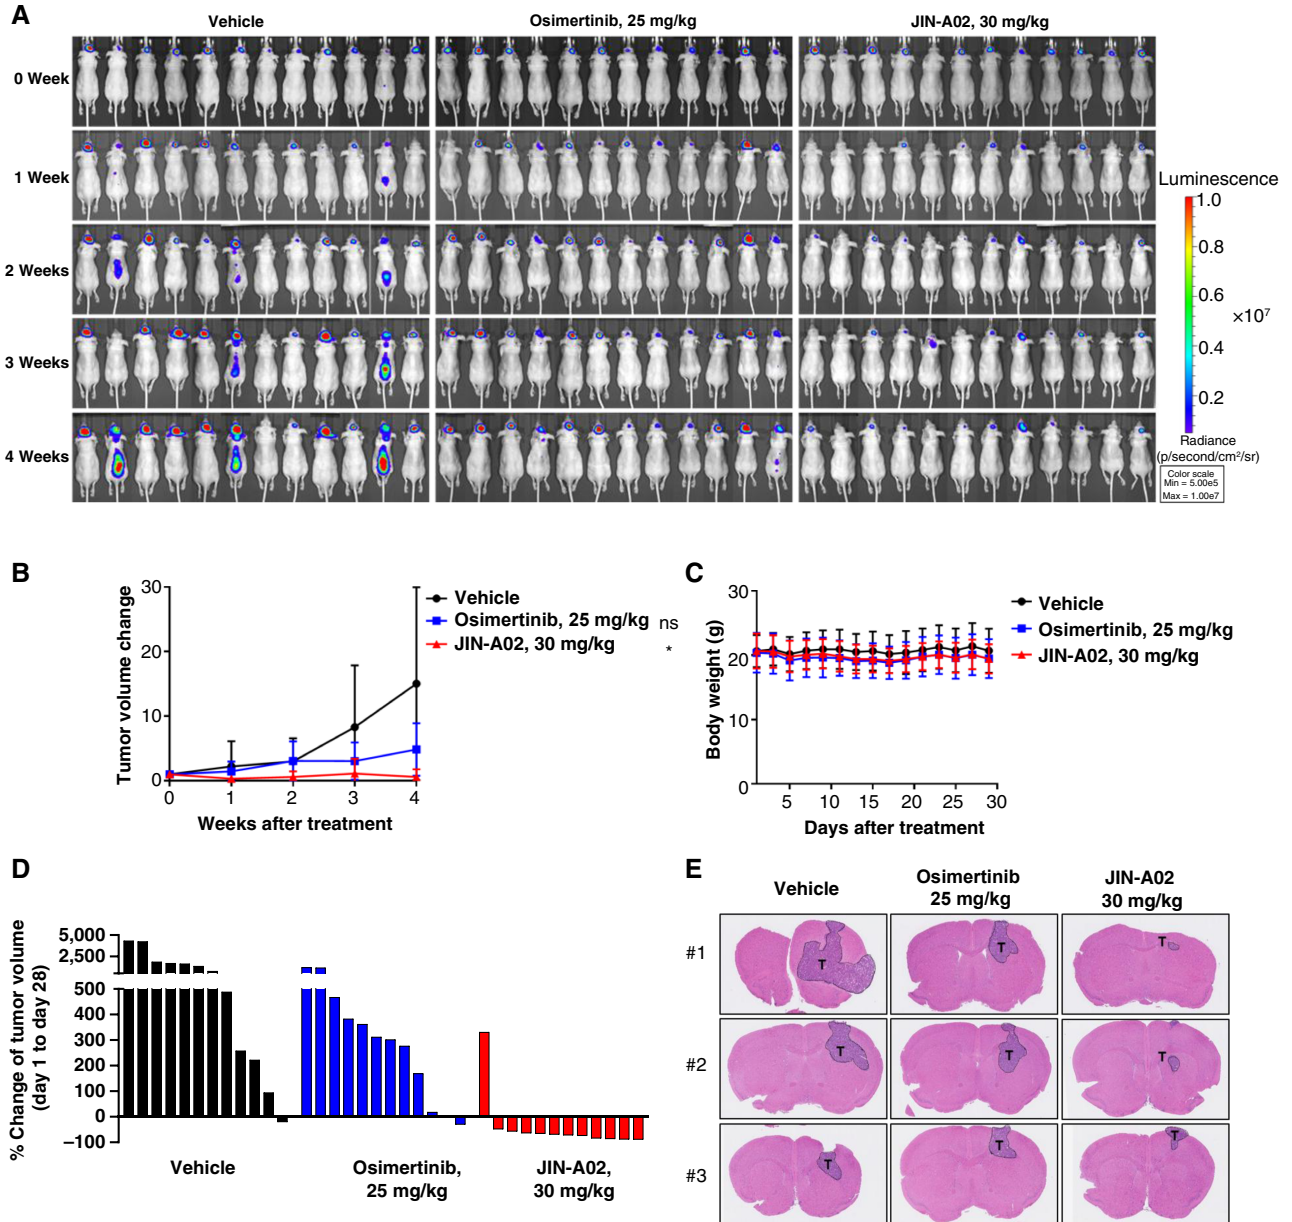 A
Vehicle
Osimertinib, 25 mg/kg
JIN-A02, 30 mg/kg
0 Week
1 Week
2 Weeks
3 Weeks
4 Weeks
Luminescence
1.0
0.8
0.6
×10⁷
0.4
0.2
Radiance
(p/second/cm²/sr)
Color scale
Min = 5.00e5
Max = 1.00e7
B
Tumor volume change
30
20
10
0
0 1 2 3 4
Weeks after treatment
Vehicle
Osimertinib, 25 mg/kg ns
JIN-A02, 30 mg/kg *
C
Body weight (g)
30
20
10
0
5 10 15 20 25 30
Days after treatment
Vehicle
Osimertinib, 25 mg/kg
JIN-A02, 30 mg/kg
D
% Change of tumor volume
(day 1 to day 28)
5,000
2,500
500
400
300
200
100
0
−100
Vehicle
Osimertinib,
25 mg/kg
JIN-A02,
30 mg/kg
E
Vehicle
Osimertinib
25 mg/kg
JIN-A02
30 mg/kg
#1
T
T
T
#2
T
T
T
#3
T
T
T